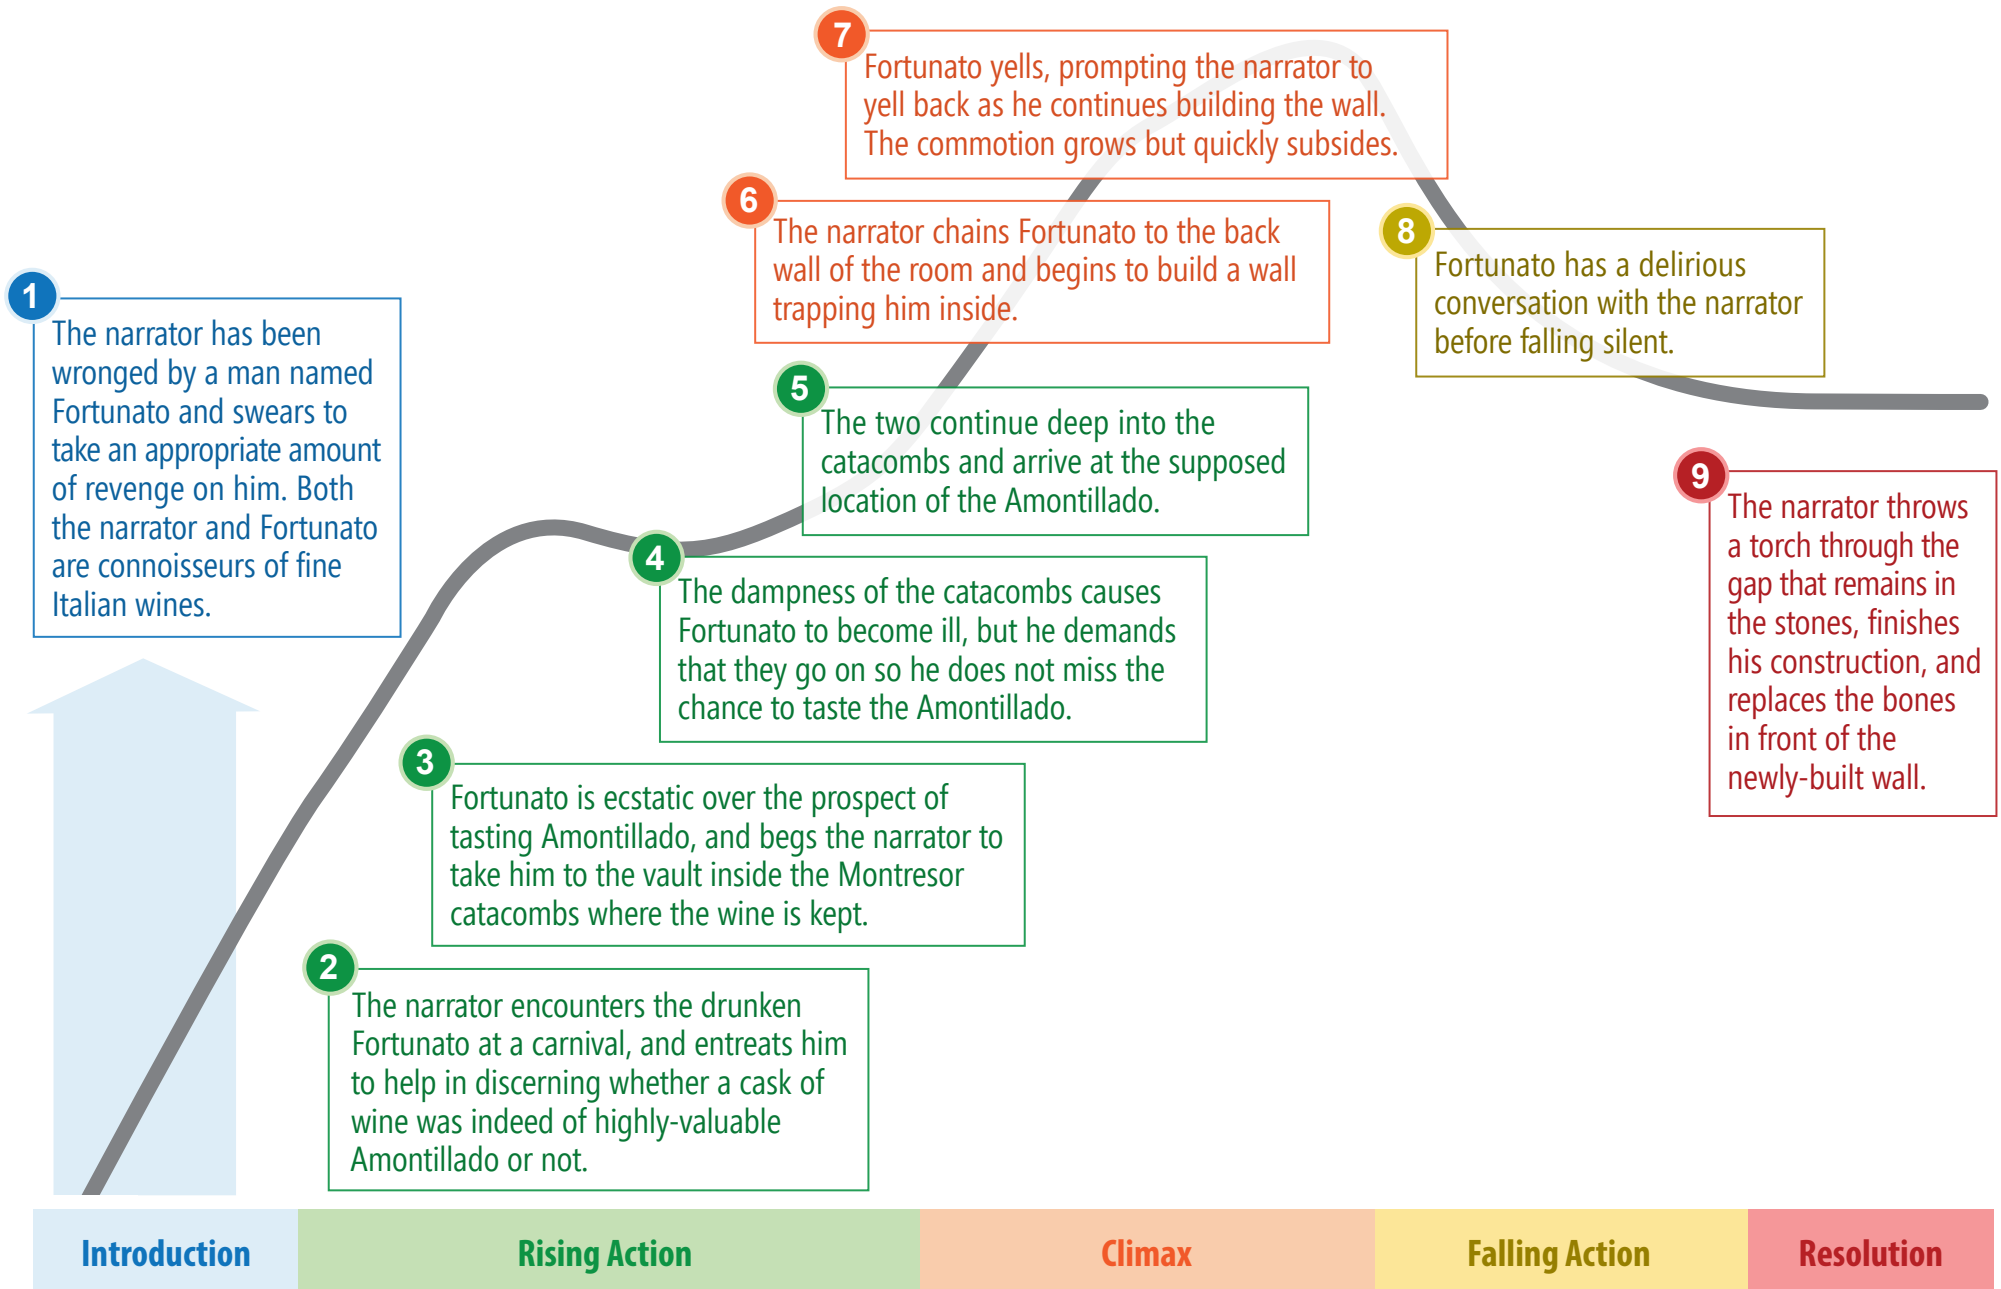 1
The narrator has been
wronged by a man named
Fortunato and swears to
take an appropriate amount
of revenge on him. Both
the narrator and Fortunato
are connoisseurs of fine
Italian wines.
2
The narrator encounters the drunken
Fortunato at a carnival, and entreats him
to help in discerning whether a cask of
wine was indeed of highly-valuable
Amontillado or not.
3
Fortunato is ecstatic over the prospect of
tasting Amontillado, and begs the narrator to
take him to the vault inside the Montresor
catacombs where the wine is kept.
4
The dampness of the catacombs causes
Fortunato to become ill, but he demands
that they go on so he does not miss the
chance to taste the Amontillado.
5
The two continue deep into the
catacombs and arrive at the supposed
location of the Amontillado.
6
The narrator chains Fortunato to the back
wall of the room and begins to build a wall
trapping him inside.
7
Fortunato yells, prompting the narrator to
yell back as he continues building the wall.
The commotion grows but quickly subsides.
8
Fortunato has a delirious
conversation with the narrator
before falling silent.
9
The narrator throws
a torch through the
gap that remains in
the stones, finishes
his construction, and
replaces the bones
in front of the
newly-built wall.
Introduction
Rising Action
Climax
Falling Action
Resolution